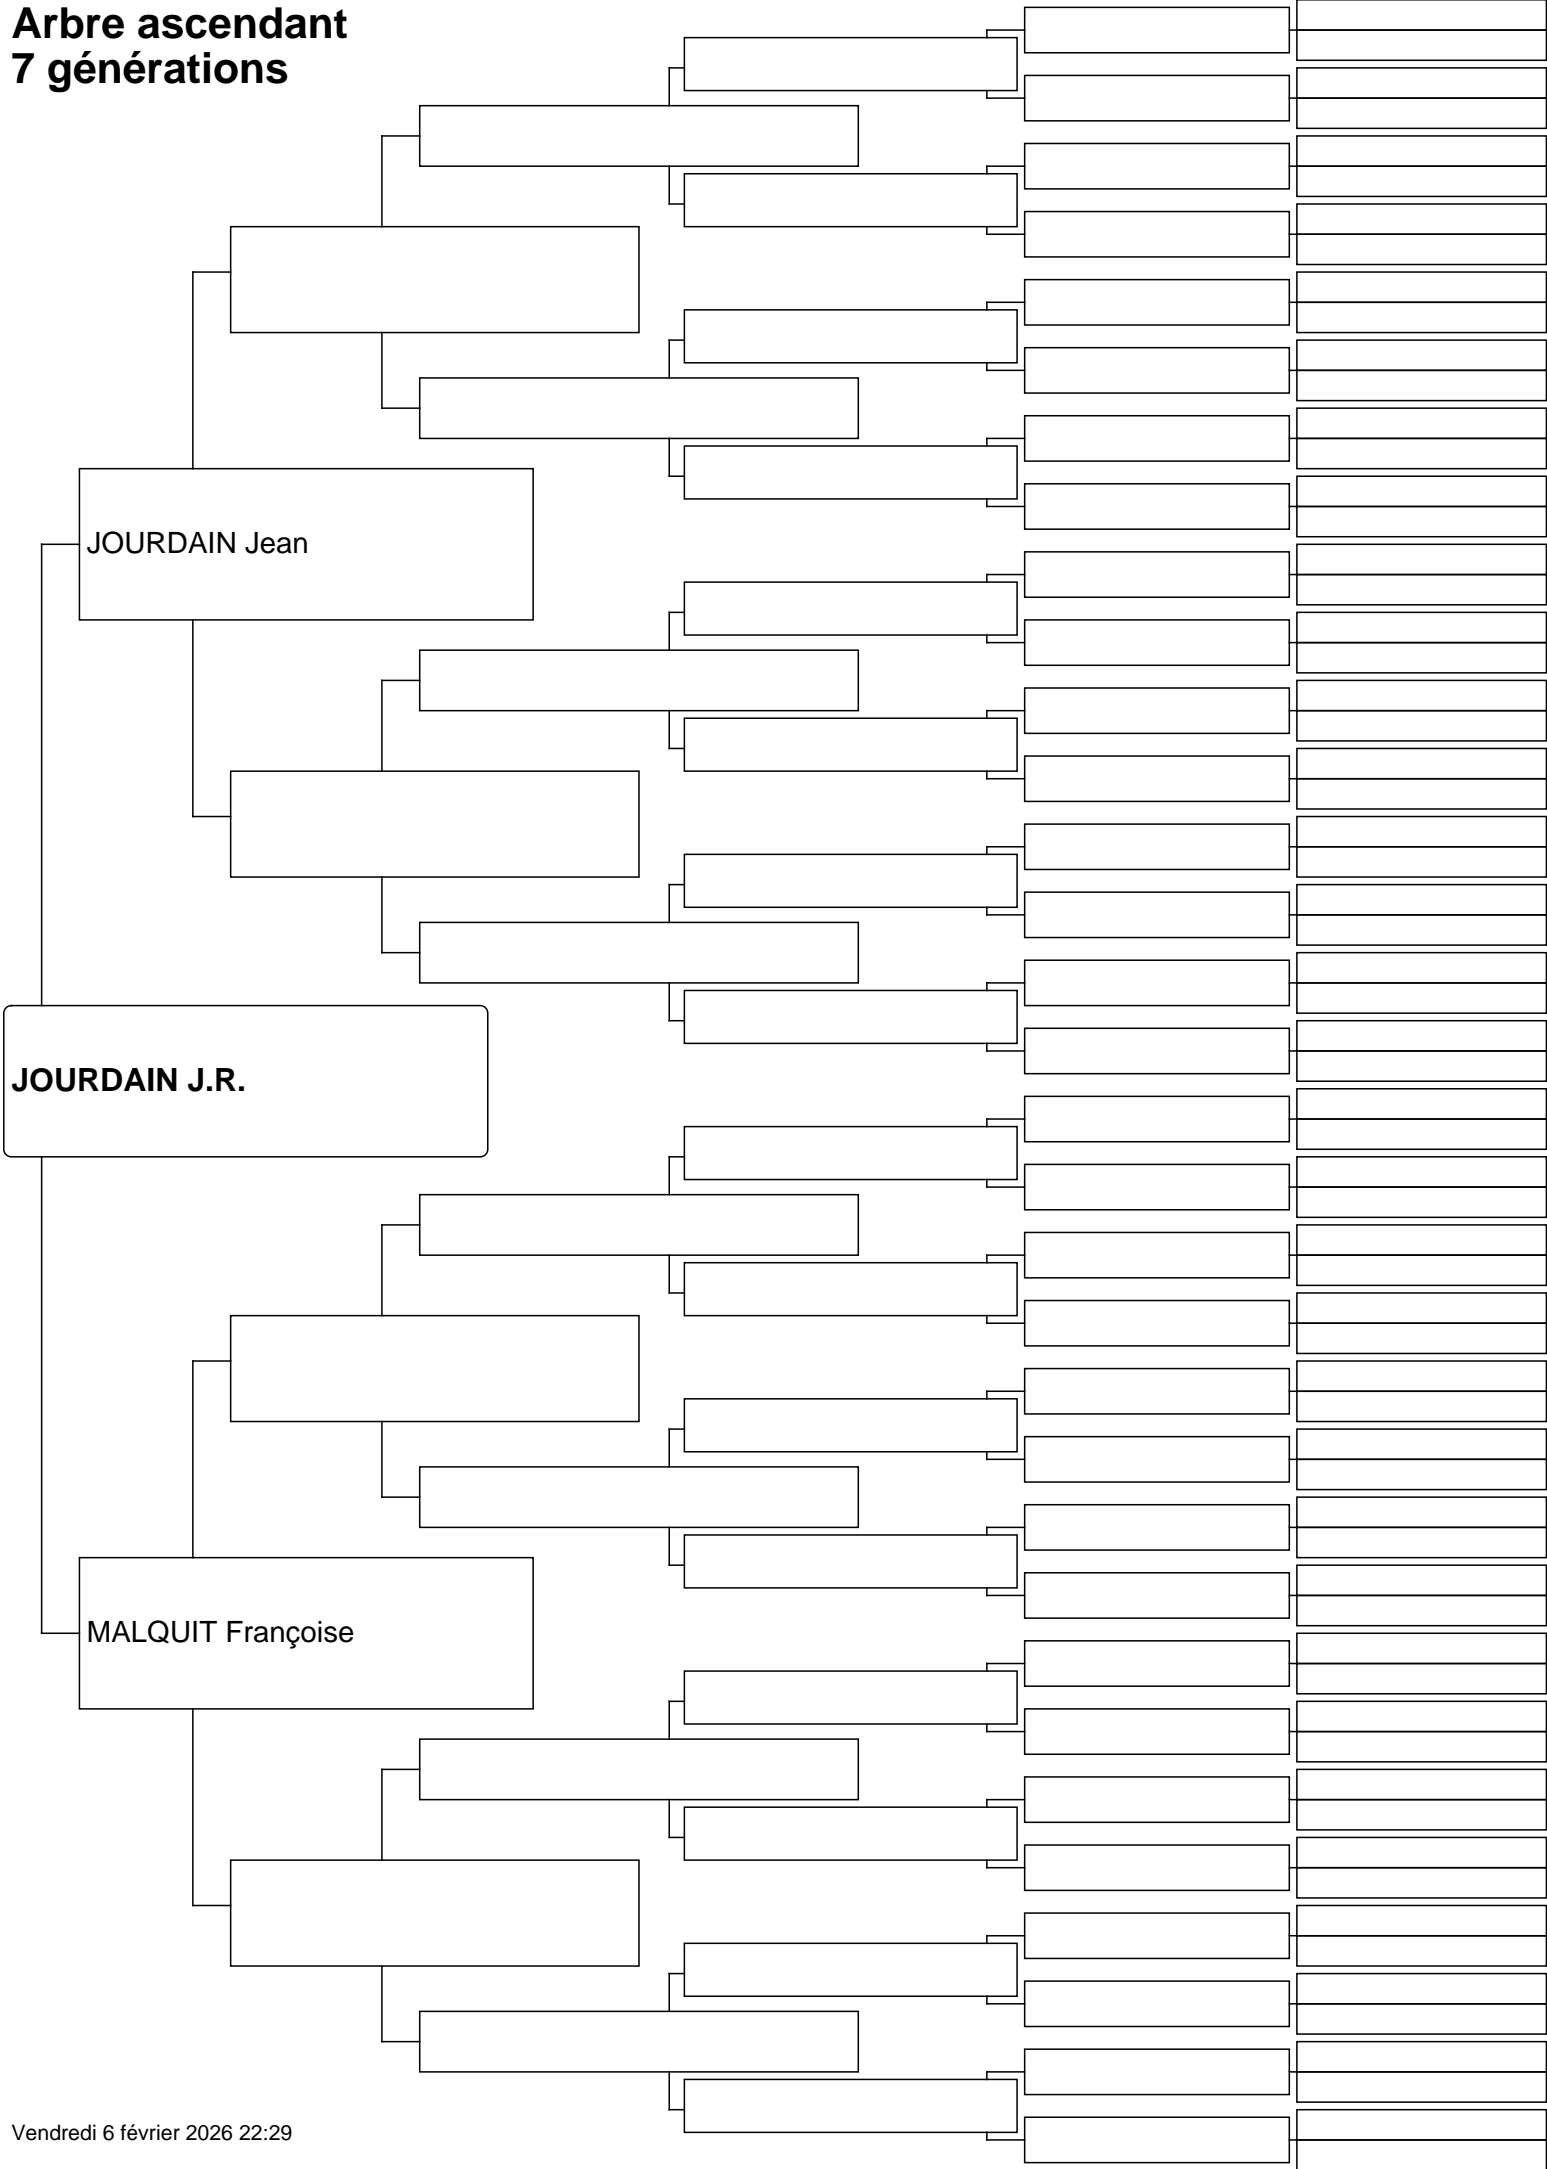 Arbre ascendant
7 générations
JOURDAIN Jean
JOURDAIN J.R.
MALQUIT Françoise
Vendredi 6 février 2026 22:29